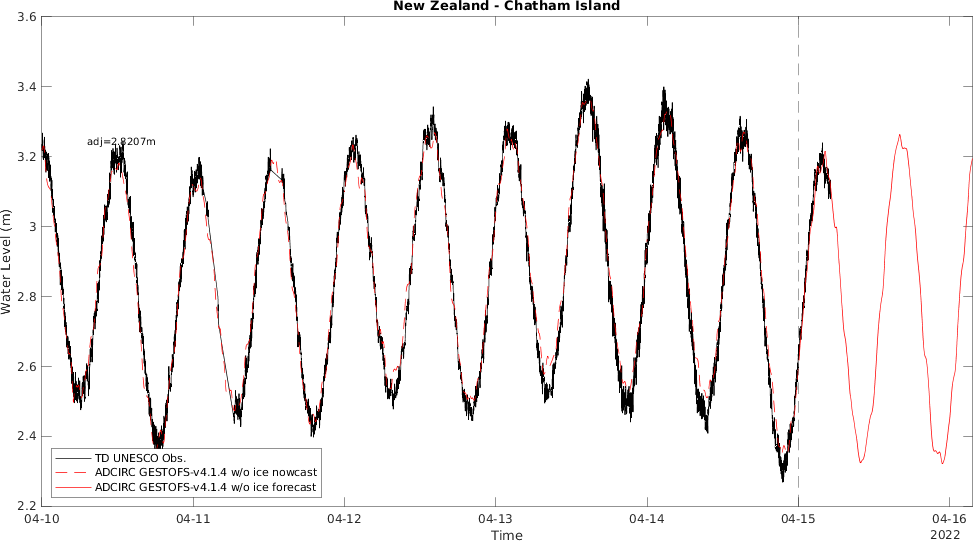 New Zealand - Chatham Island
3.6
3.4
3.2
3
2.8
2.6
2.4
2.2
Water Level (m)
adj=2.8207m
TD UNESCO Obs.
ADCIRC GESTOFS-v4.1.4 w/o ice nowcast
ADCIRC GESTOFS-v4.1.4 w/o ice forecast
04-10 04-11 04-12 04-13 04-14 04-15 04-16
Time
2022